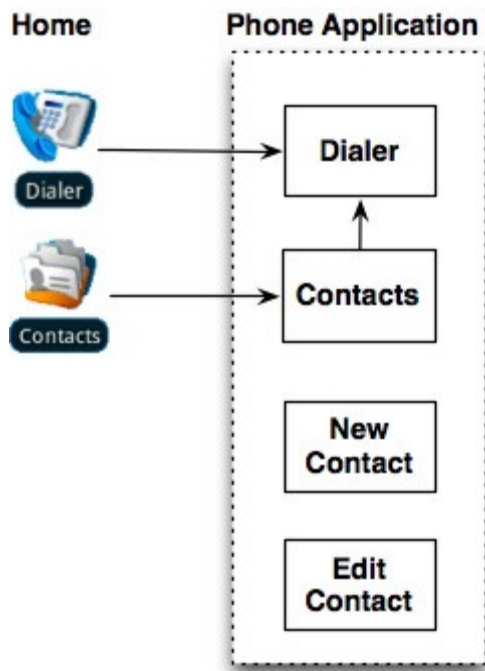 Home
Phone Application
Dialer
Dialer
Contacts
Contacts
New
Contact
Edit
Contact